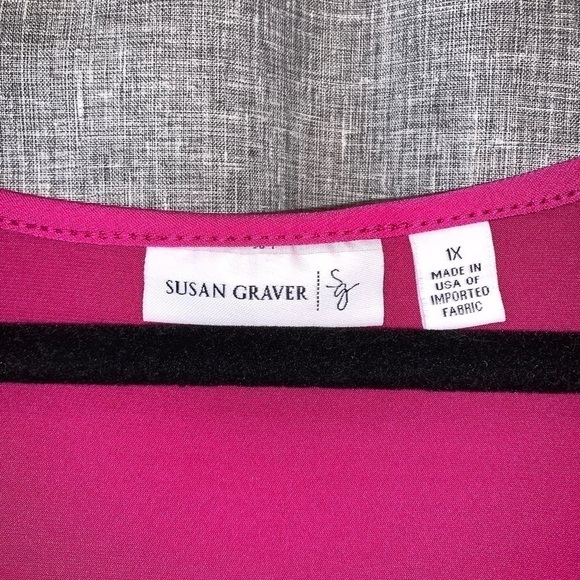 SUSAN GRAVER
Sg
1X
MADE IN
USA OF
IMPORTED
FABRIC